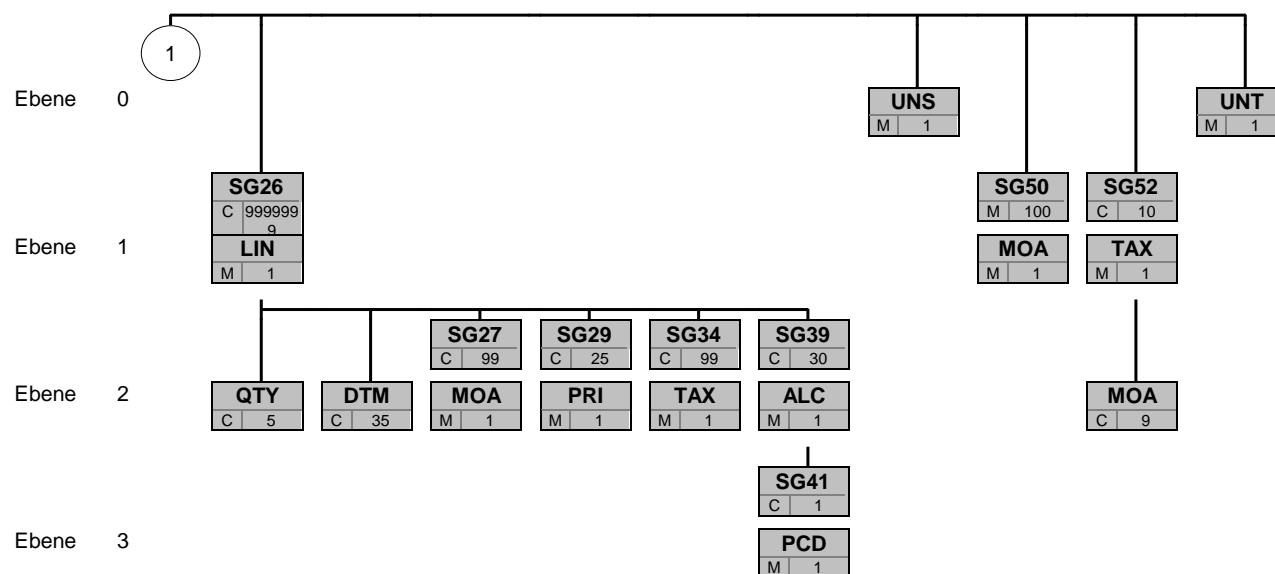 1
Ebene 0
UNS UNT
M 1 M 1
SG26 SG50 SG52
C 9999999 M 100 C 10
Ebene 1
LIN MOA TAX
M 1 M 1 M 1
SG27 SG29 SG34 SG39
C 99 C 25 C 99 C 30
Ebene 2
QTY DTM MOA PRI TAX ALC MOA
C 5 C 35 M 1 M 1 M 1 M 1 C 9
SG41
C 1
Ebene 3
PCD
M 1